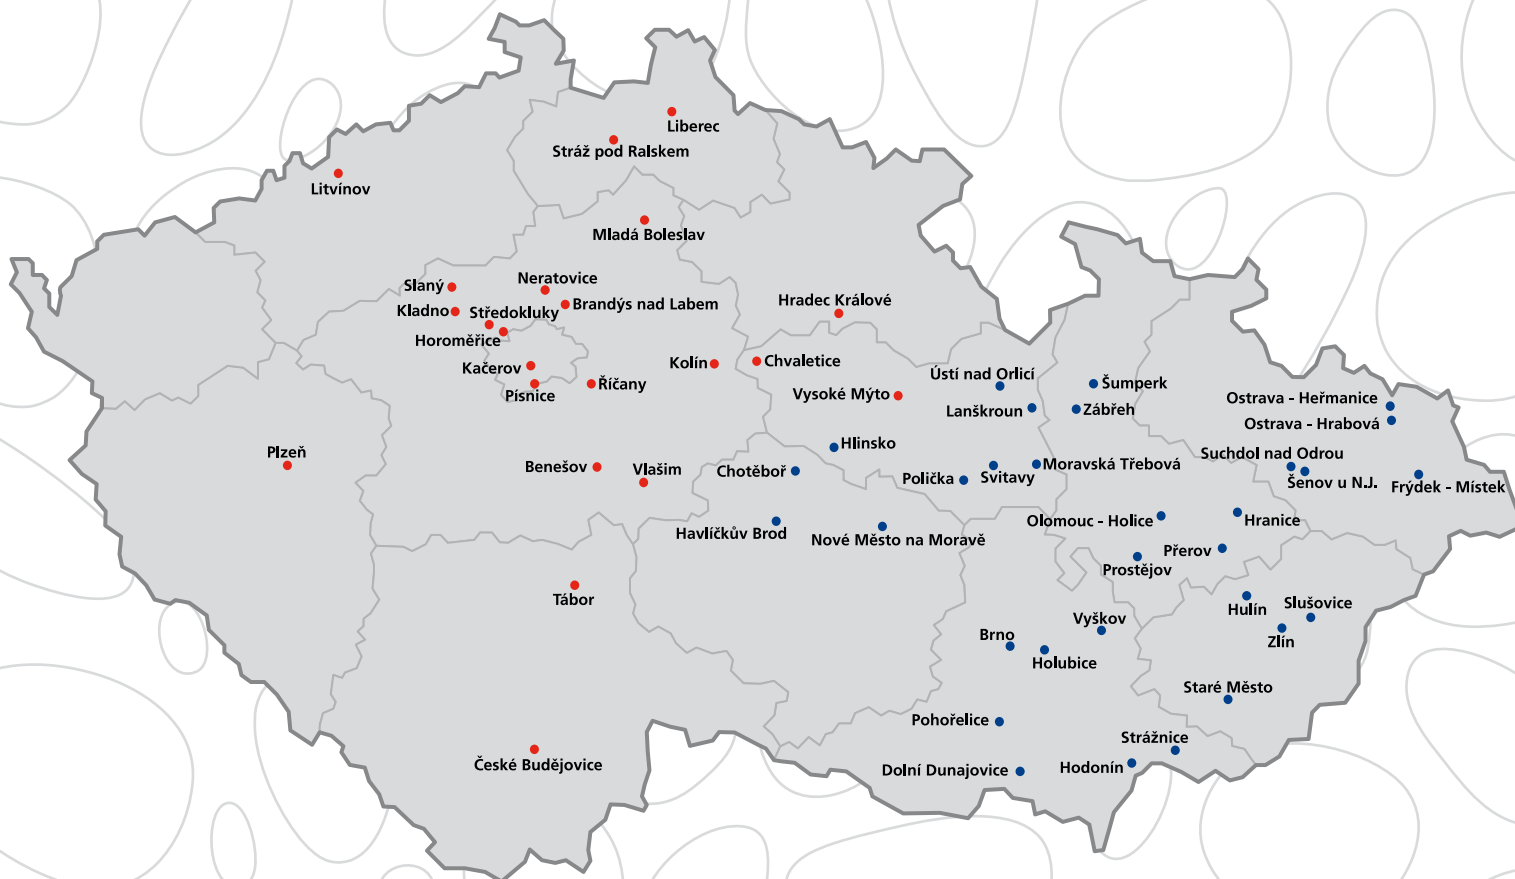 Liberec
Stráž pod Ralskem
Litvínov
Mladá Boleslav
Neratovice
Slaný
Brandýs nad Labem
Kladno
Středokluky
Hradec Králové
Horoměřice
Kačerov
Kolín
Chvaletice
Písnice
Říčany
Vysoké Mýto
Ústí nad Orlicí
Šumperk
Lanškroun
Zábřeh
Ostrava - Heřmanice
Ostrava - Hrabová
Plzeň
Benešov
Vlašim
Chotěboř
Hlinsko
Polička
Svitavy
Moravská Třebová
Suchdol nad Odrou
Šenov u N.J.
Frýdek - Místek
Havlíčkův Brod
Nové Město na Moravě
Olomouc - Holice
Hranice
Přerov
Prostějov
Tábor
Hulín
Slušovice
Vyškov
Brno
Zlín
Holubice
Staré Město
Pohořelice
Strážnice
České Budějovice
Dolní Dunajovice
Hodonín